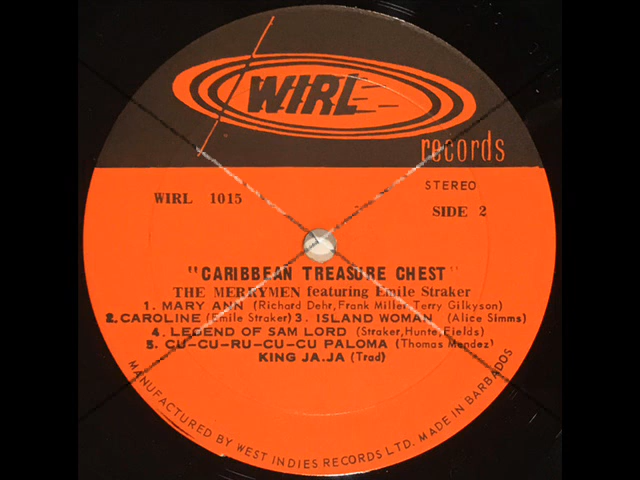 WIRL
records
STEREO
WIRL 1015
SIDE 2
"CARIBBEAN TREASURE CHEST"
THE MERRYMEN featuring Emile Straker
1. MARY ANN (Richard Dehr, Frank Miller, Terry Gilkyson)
2. CAROLINE (Emile Straker) 3. ISLAND WOMAN (Alice Simms)
4. LEGEND OF SAM LORD (Straker, Hunte, Fields)
5. CU-CU-RU-CU-CU PALOMA (Thomas Mendez)
KING JA.JA (Trad)
MANUFACTURED BY WEST INDIES RECORDS LTD. MADE IN BARBADOS